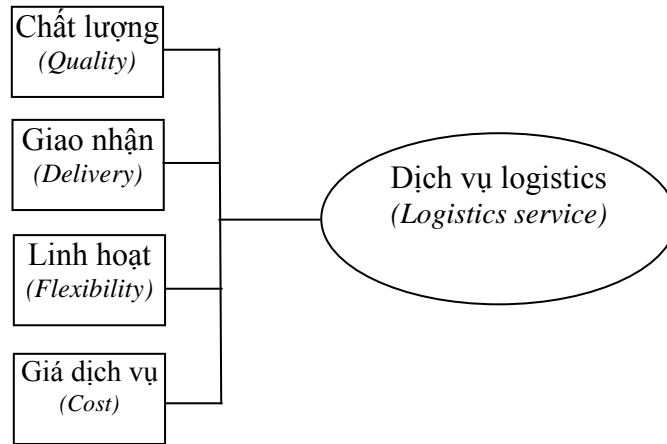 Chất lượng
(Quality)
Giao nhận
(Delivery)
Linh hoạt
(Flexibility)
Giá dịch vụ
(Cost)
Dịch vụ logistics
(Logistics service)